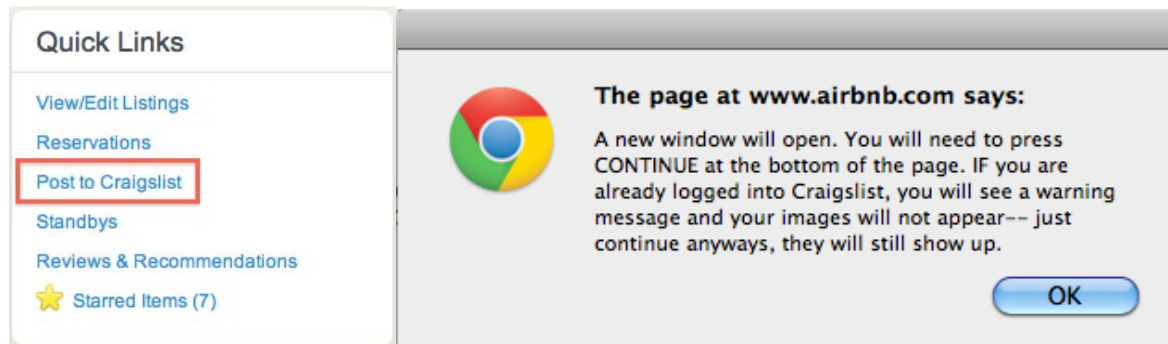 Quick Links
View/Edit Listings
Reservations
Post to Craigslist
Standbys
Reviews & Recommendations
Starred Items (7)
The page at www.airbnb.com says:
A new window will open. You will need to press
CONTINUE at the bottom of the page. IF you are
already logged into Craigslist, you will see a warning
message and your images will not appear-- just
continue anyways, they will still show up.
OK